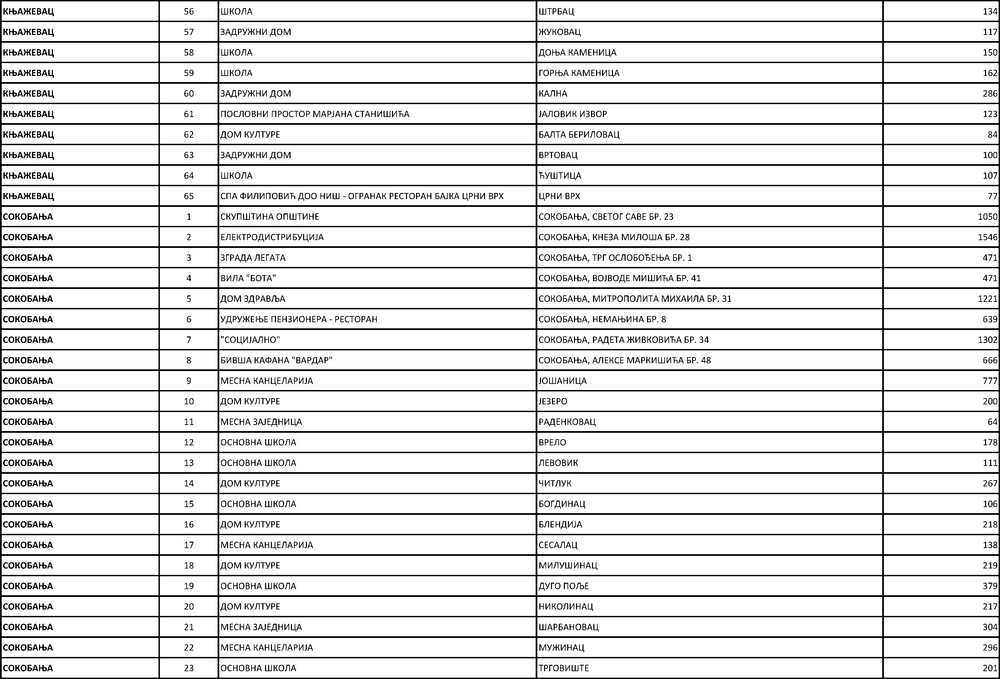 КЊАЖЕВАЦ 56 ШКОЛА ШТРБАЦ 134
КЊАЖЕВАЦ 57 ЗАДРУЖНИ ДОМ ЖУКОВАЦ 117
КЊАЖЕВАЦ 58 ШКОЛА ДОЊА КАМЕНИЦА 150
КЊАЖЕВАЦ 59 ШКОЛА ГОРЊА КАМЕНИЦА 162
КЊАЖЕВАЦ 60 ЗАДРУЖНИ ДОМ КАЛНА 286
КЊАЖЕВАЦ 61 ПОСЛОВНИ ПРОСТОР МАРЈАНА СТАНИШИЋА ЈАЛОВИК ИЗВОР 123
КЊАЖЕВАЦ 62 ДОМ КУЛТУРЕ БАЛТА БЕРИЛОВАЦ 84
КЊАЖЕВАЦ 63 ЗАДРУЖНИ ДОМ ВРТОВАЦ 100
КЊАЖЕВАЦ 64 ШКОЛА ЋУШТИЦА 107
КЊАЖЕВАЦ 65 СПА ФИЛИПОВИЋ ДОО НИШ - ОГРАНАК РЕСТОРАН БАЈКА ЦРНИ ВРХ ЦРНИ ВРХ 77
СОКОБАЊА 1 СКУПШТИНА ОПШТИНЕ СОКОБАЊА, СВЕТОГ САВЕ БР. 23 1050
СОКОБАЊА 2 ЕЛЕКТРОДИСТРИБУЦИЈА СОКОБАЊА, КНЕЗА МИЛОША БР. 28 1546
СОКОБАЊА 3 ЗГРАДА ЛЕГАТА СОКОБАЊА, ТРГ ОСЛОБОЂЕЊА БР. 1 471
СОКОБАЊА 4 ВИЛА "БОТА" СОКОБАЊА, ВОЈВОДЕ МИШИЋА БР. 41 471
СОКОБАЊА 5 ДОМ ЗДРАВЉА СОКОБАЊА, МИТРОПОЛИТА МИХАИЛА БР. 31 1221
СОКОБАЊА 6 УДРУЖЕЊЕ ПЕНЗИОНЕРА - РЕСТОРАН СОКОБАЊА, НЕМАЊИНА БР. 8 639
СОКОБАЊА 7 "СОЦИЈАЛНО" СОКОБАЊА, РАДЕТА ЖИВКОВИЋА БР. 34 1302
СОКОБАЊА 8 БИВША КАФАНА "ВАРДАР" СОКОБАЊА, АЛЕКСЕ МАРКИШИЋА БР. 48 666
СОКОБАЊА 9 МЕСНА КАНЦЕЛАРИЈА ЈОШАНИЦА 777
СОКОБАЊА 10 ДОМ КУЛТУРЕ ЈЕЗЕРО 200
СОКОБАЊА 11 МЕСНА ЗАЈЕДНИЦА РАДЕНКОВАЦ 64
СОКОБАЊА 12 ОСНОВНА ШКОЛА ВРЕЛО 178
СОКОБАЊА 13 ОСНОВНА ШКОЛА ЛЕВОВИК 111
СОКОБАЊА 14 ДОМ КУЛТУРЕ ЧИТЛУК 267
СОКОБАЊА 15 ОСНОВНА ШКОЛА БОГДИНАЦ 106
СОКОБАЊА 16 ДОМ КУЛТУРЕ БЛЕНДИЈА 218
СОКОБАЊА 17 МЕСНА КАНЦЕЛАРИЈА СЕСАЛАЦ 138
СОКОБАЊА 18 ДОМ КУЛТУРЕ МИЛУШИНАЦ 219
СОКОБАЊА 19 ОСНОВНА ШКОЛА ДУГО ПОЉЕ 379
СОКОБАЊА 20 ДОМ КУЛТУРЕ НИКОЛИНАЦ 217
СОКОБАЊА 21 МЕСНА ЗАЈЕДНИЦА ШАРБАНОВАЦ 304
СОКОБАЊА 22 МЕСНА КАНЦЕЛАРИЈА МУЖИНАЦ 296
СОКОБАЊА 23 ОСНОВНА ШКОЛА ТРГОВИШТЕ 201